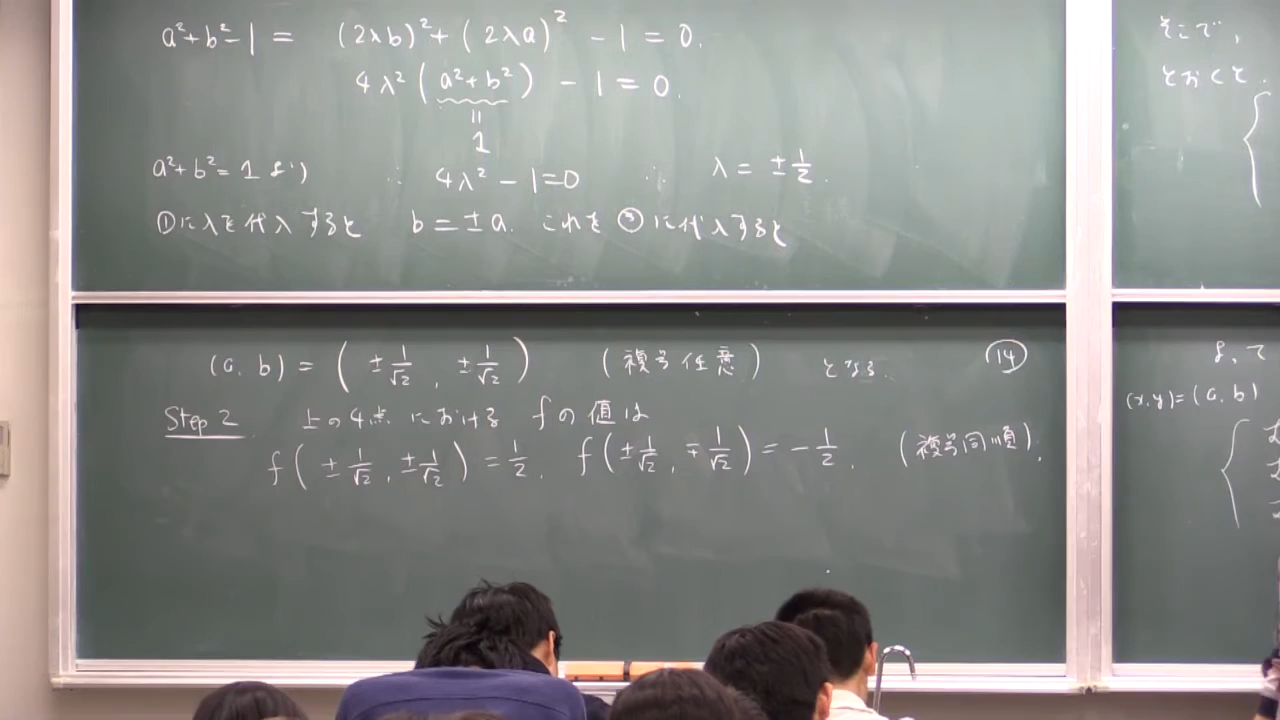 a²+b²-1 = (2λb)²+(2λa)² -1=0.
4λ²(a²+b²) -1=0.
||
1
a²+b²=1より ∴ 4λ²-1=0 ∴ λ=±1/2.
①にλを代入すると b=±a. これを③に代入すると
(a, b) = (±1/√2, ±1/√2) (複号任意) となる. ⑭
Step 2 上の4点における fの値は
f(±1/√2, ±1/√2)=1/2. f(±1/√2, ∓1/√2)=-1/2. (複号同順).
そこで,
とおくと.
{
よって
(x,y)=(a,b)
{